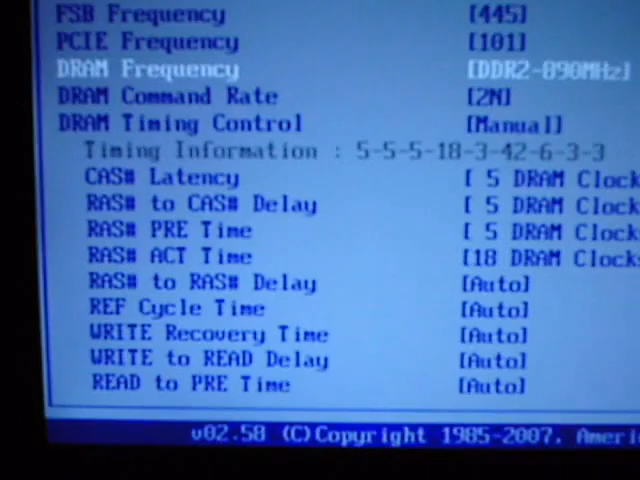 FSB Frequency [445]
PCIE Frequency [101]
DRAM Frequency [DDR2-890MHz]
DRAM Command Rate [2N]
DRAM Timing Control [Manual]
Timing Information : 5-5-5-18-3-42-6-3-3
CAS# Latency [ 5 DRAM Clock
RAS# to CAS# Delay [ 5 DRAM Clock
RAS# PRE Time [ 5 DRAM Clock
RAS# ACT Time [18 DRAM Clock
RAS# to RAS# Delay [Auto]
REF Cycle Time [Auto]
WRITE Recovery Time [Auto]
WRITE to READ Delay [Auto]
READ to PRE Time [Auto]
v02.58 (C)Copyright 1985-2007, Ameri